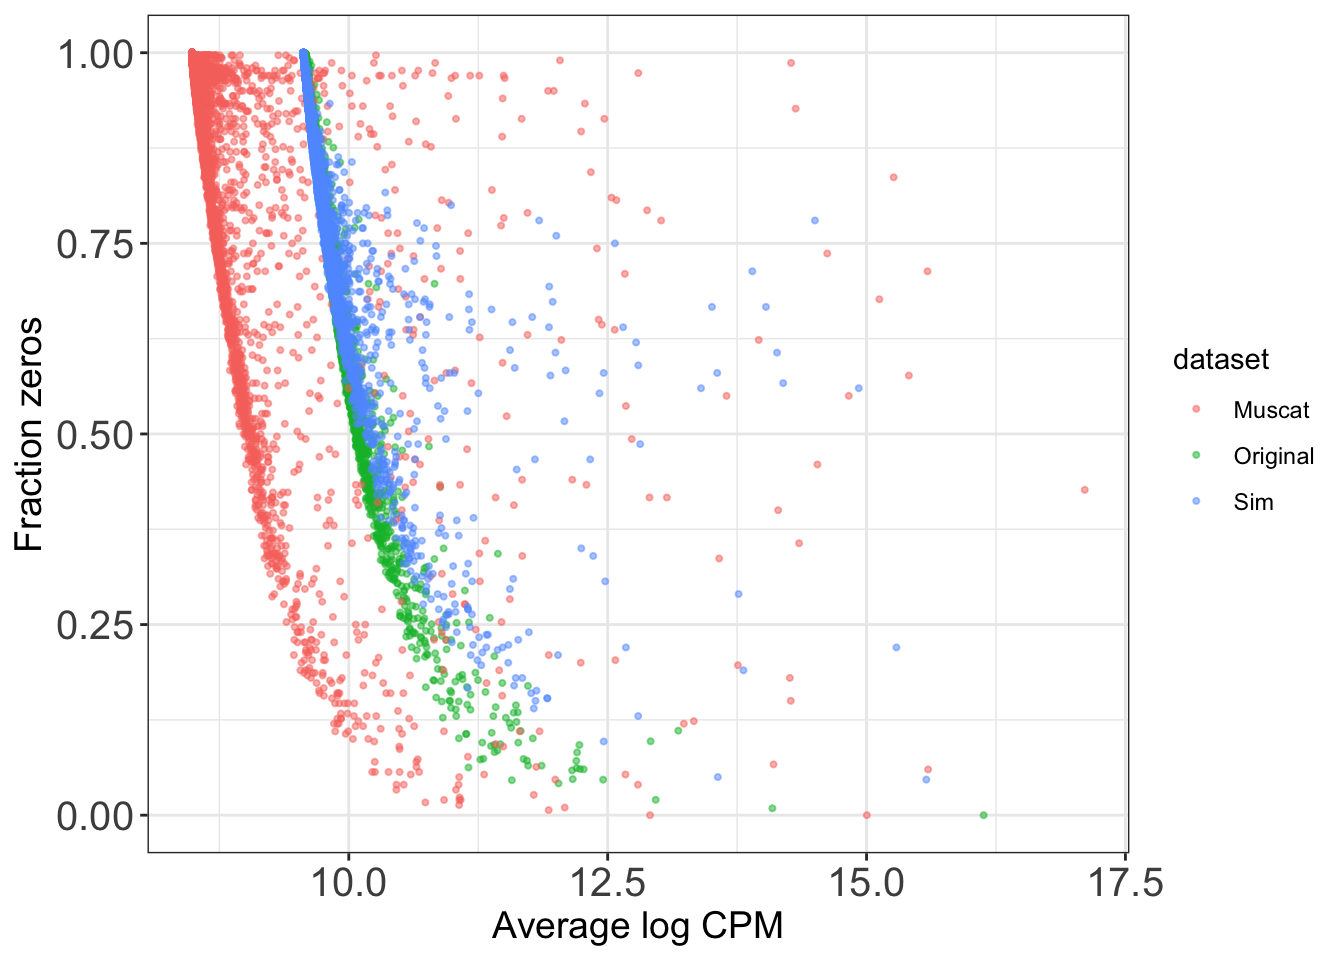 1.00
0.75
0.50
0.25
0.00
Fraction zeros
10.0 12.5 15.0 17.5
Average log CPM
dataset
Muscat
Original
Sim